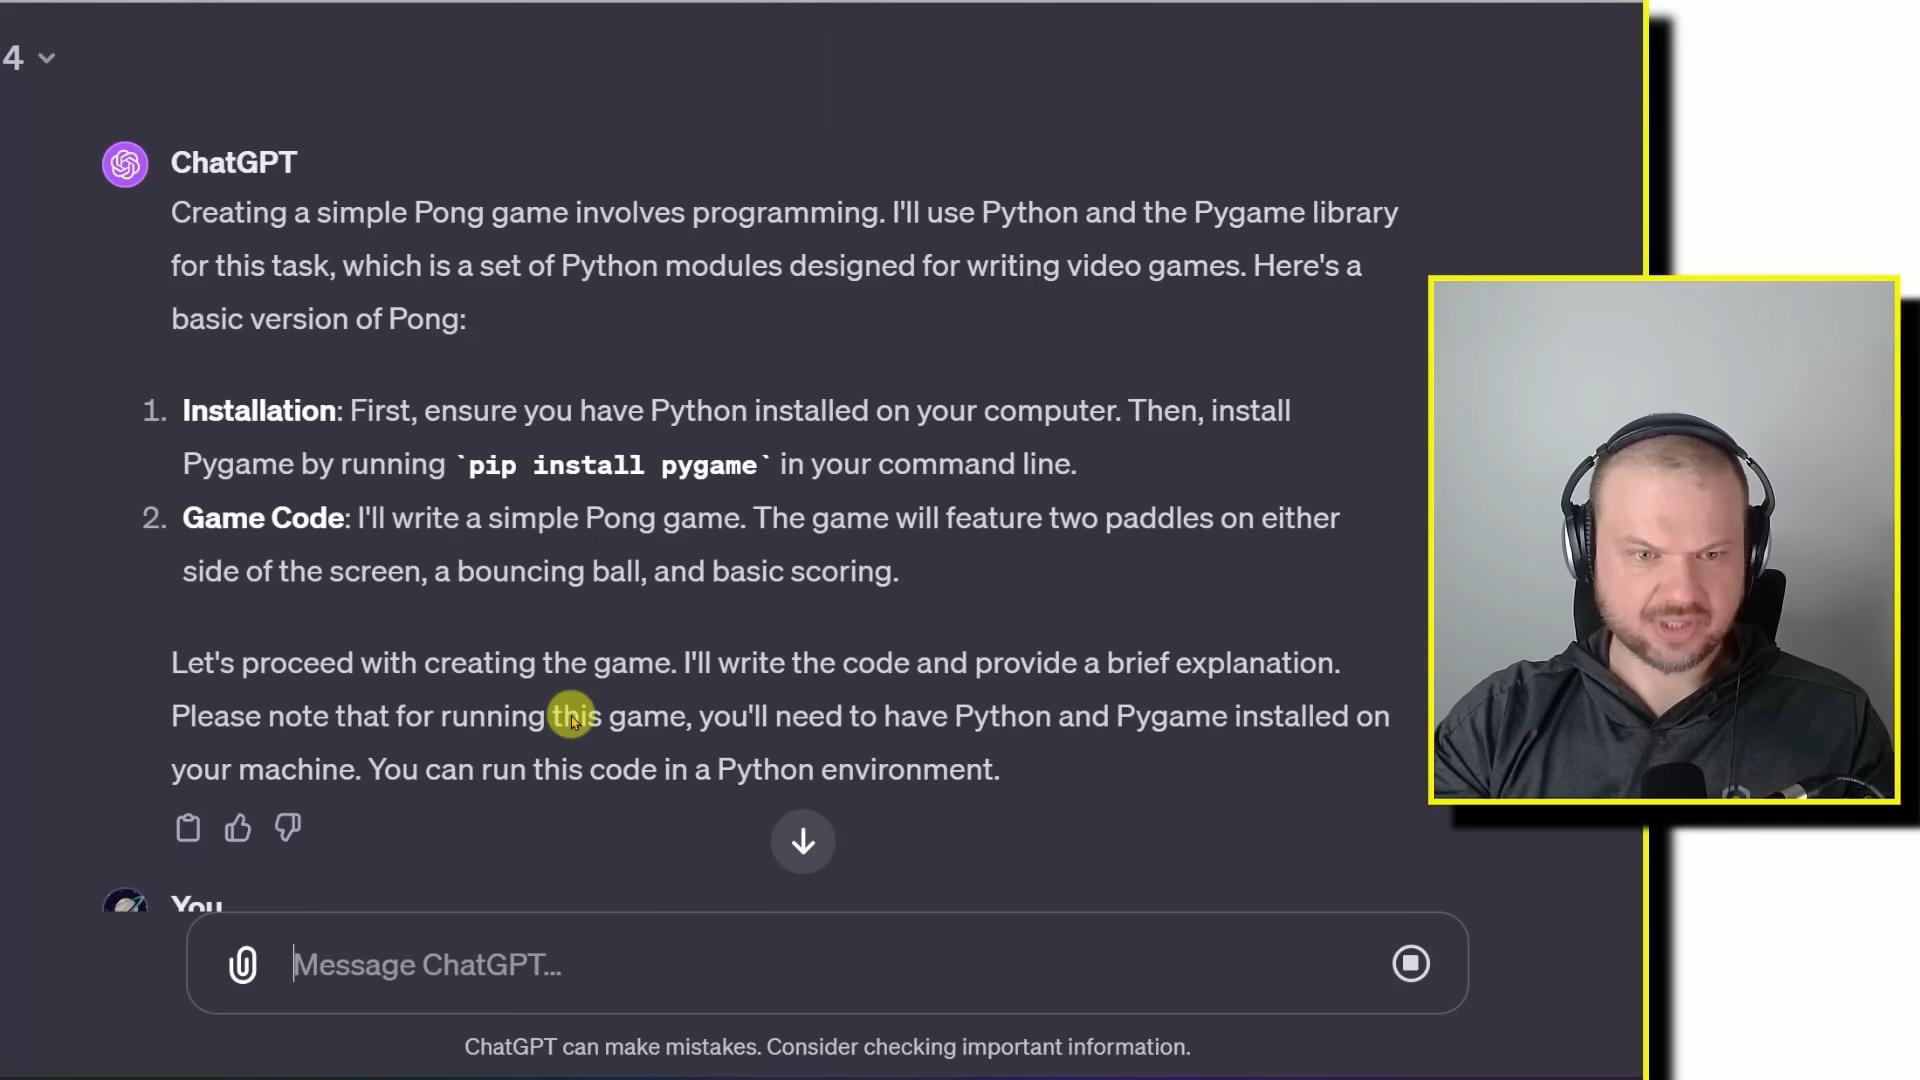 4
ChatGPT
Creating a simple Pong game involves programming. I'll use Python and the Pygame library
for this task, which is a set of Python modules designed for writing video games. Here's a
basic version of Pong:
1. Installation: First, ensure you have Python installed on your computer. Then, install
Pygame by running `pip install pygame` in your command line.
2. Game Code: I'll write a simple Pong game. The game will feature two paddles on either
side of the screen, a bouncing ball, and basic scoring.
Let's proceed with creating the game. I'll write the code and provide a brief explanation.
Please note that for running this game, you'll need to have Python and Pygame installed on
your machine. You can run this code in a Python environment.
You
Message ChatGPT...
ChatGPT can make mistakes. Consider checking important information.